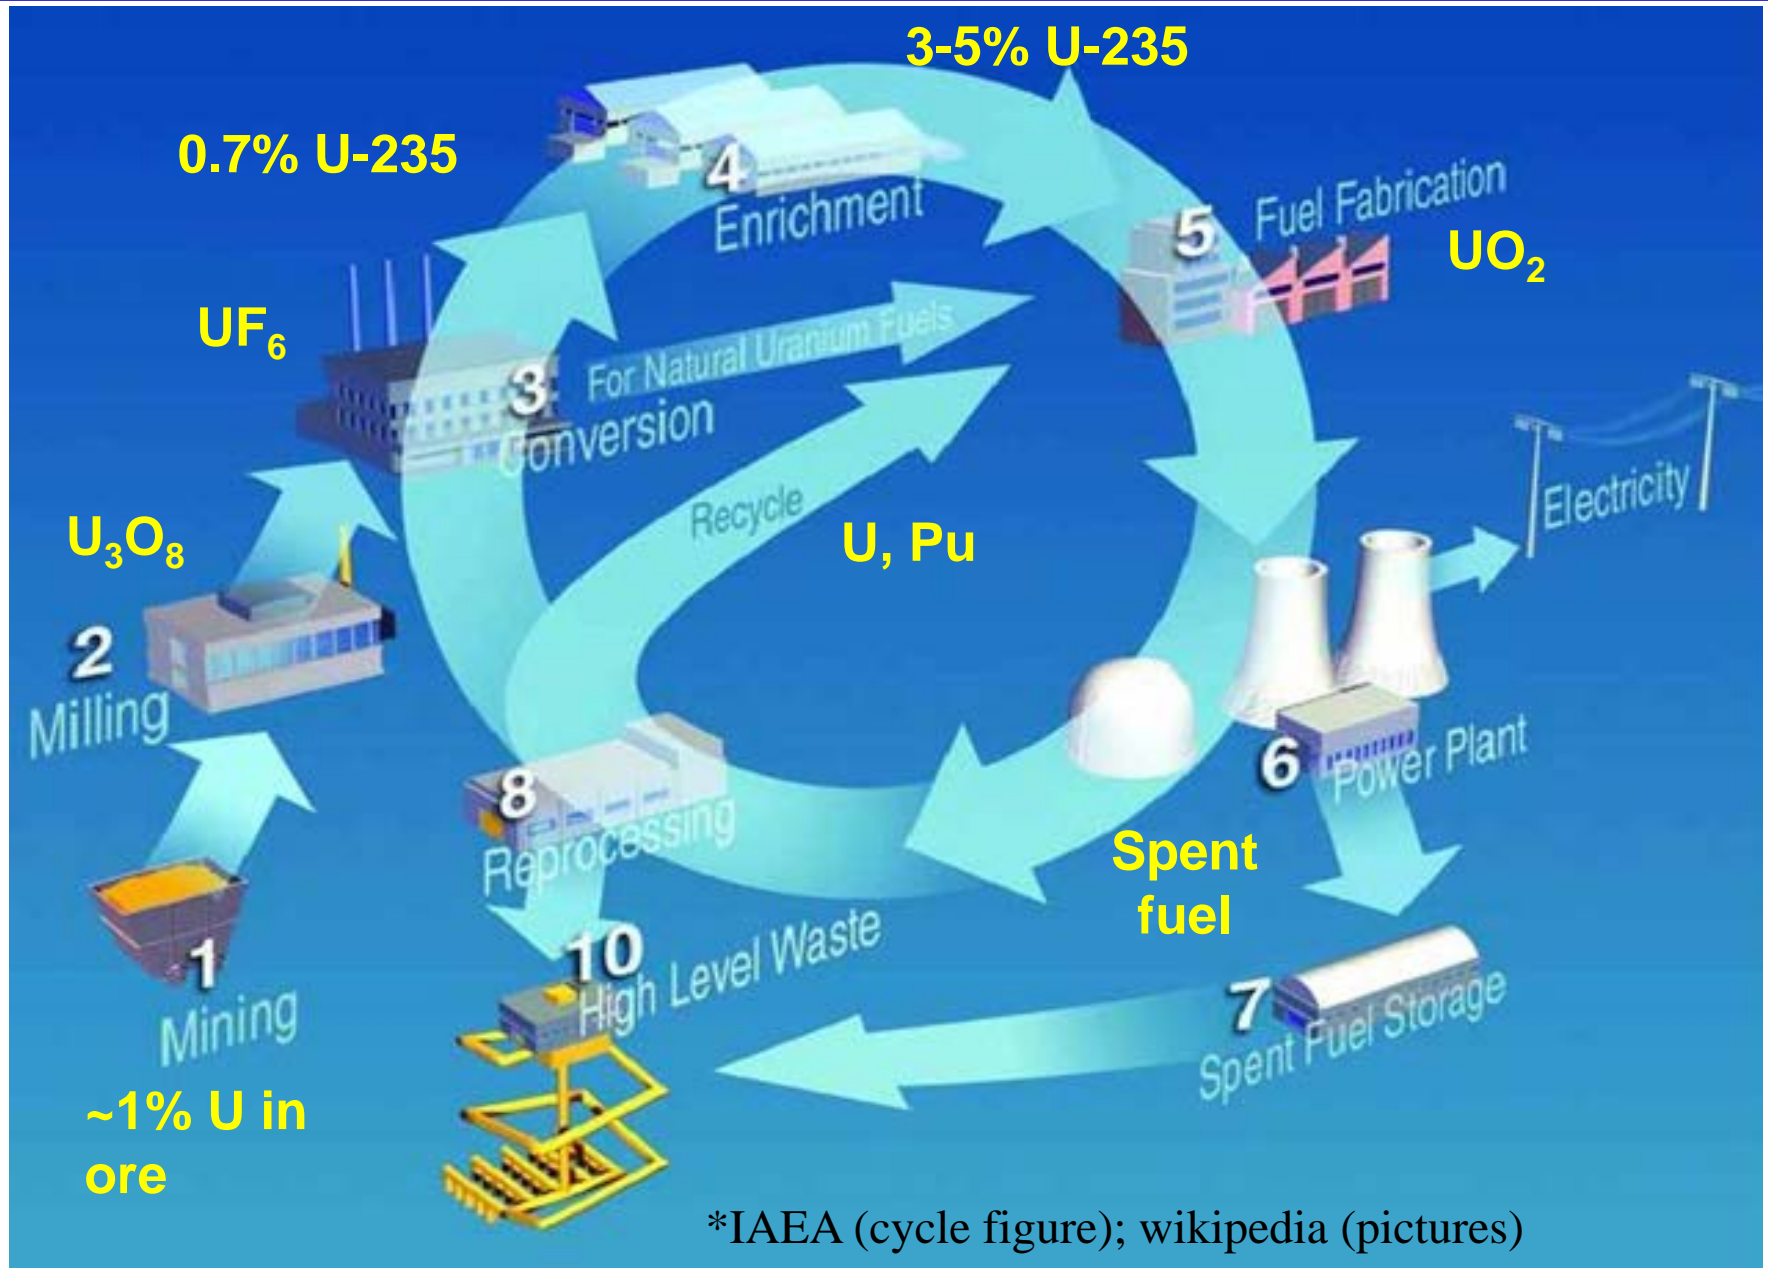 3-5% U-235
0.7% U-235
4
Enrichment
5
Fuel Fabrication
UO₂
UF₆
3
Conversion
For Natural Uranium Fuels
Recycle
U, Pu
Electricity
U₃O₈
2
Milling
6
Power Plant
8
Reprocessing
Spent
fuel
1
Mining
10
High Level Waste
7
Spent Fuel Storage
~1% U in
ore
*IAEA (cycle figure); wikipedia (pictures)